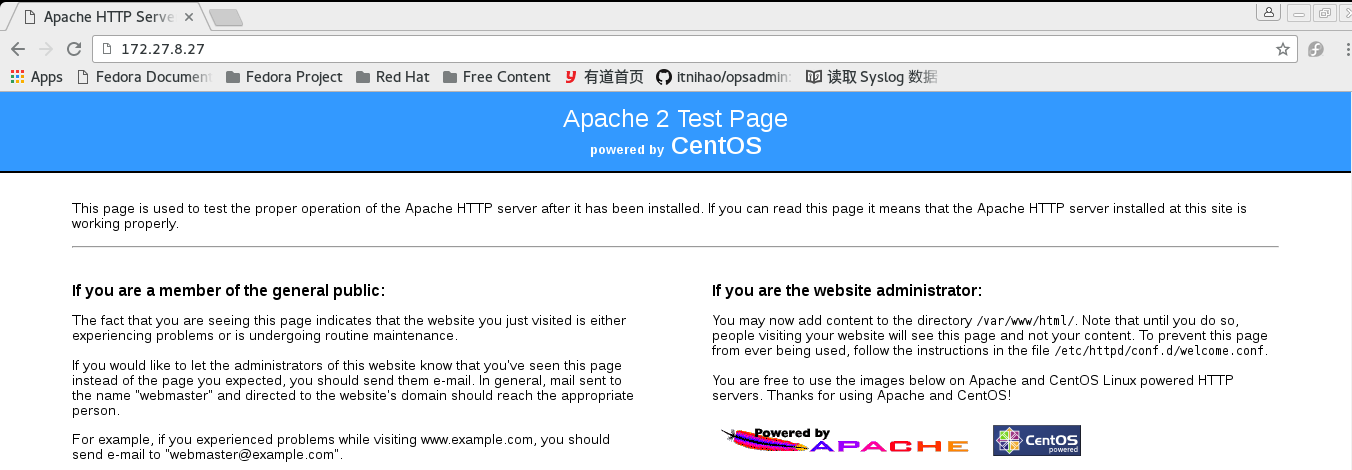 Apache HTTP Serve
172.27.8.27
Apps Fedora Document Fedora Project Red Hat Free Content 有道首页 itnihao/opsadmin: 读取 Syslog 数据
Apache 2 Test Page
powered by CentOS
This page is used to test the proper operation of the Apache HTTP server after it has been installed. If you can read this page it means that the Apache HTTP server installed at this site is
working properly.
If you are a member of the general public:
The fact that you are seeing this page indicates that the website you just visited is either
experiencing problems or is undergoing routine maintenance.
If you would like to let the administrators of this website know that you've seen this page
instead of the page you expected, you should send them e-mail. In general, mail sent to
the name "webmaster" and directed to the website's domain should reach the appropriate
person.
For example, if you experienced problems while visiting www.example.com, you should
send e-mail to "webmaster@example.com".
If you are the website administrator:
You may now add content to the directory /var/www/html/. Note that until you do so,
people visiting your website will see this page and not your content. To prevent this page
from ever being used, follow the instructions in the file /etc/httpd/conf.d/welcome.conf.
You are free to use the images below on Apache and CentOS Linux powered HTTP
servers. Thanks for using Apache and CentOS!
Powered by
APACHE
CentOS
powered